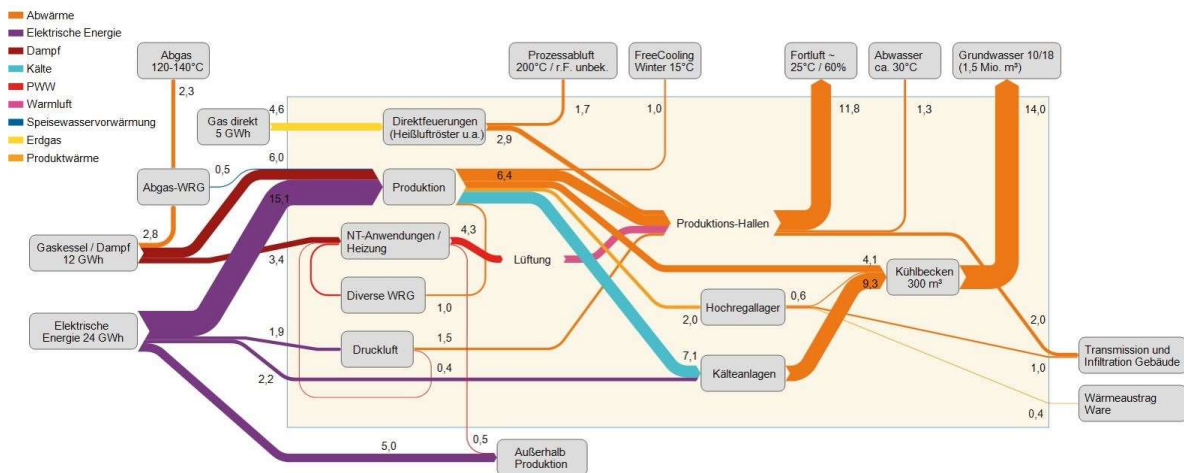 Abwärme
Elektrische Energie
Dampf
Kälte
PWW
Warmluft
Speisewasservorwärmung
Erdgas
Produktwärme
Abgas
120-140°C
2,3
Prozessabluft
200°C / r.F. unbek.
FreeCooling
Winter 15°C
Fortluft ~
25°C / 60%
Abwasser
ca. 30°C
Grundwasser 10/18
(1,5 Mio. m³)
4,6
1,7
1,0
11,8
1,3
14,0
Gas direkt
5 GWh
Direktfeuerungen
(Heißluftröster u.a.)
2,9
6,0
0,5
Abgas-WRG
15,1
Produktion
6,4
Produktions-Hallen
2,8
Gaskessel / Dampf
12 GWh
3,4
NT-Anwendungen /
Heizung
4,3
Lüftung
4,1
Kühlbecken
300 m³
9,3
Diverse WRG
1,0
Hochregallager
0,6
2,0
2,0
Elektrische
Energie 24 GWh
1,9
Druckluft
1,5
0,4
2,2
7,1
Kälteanlagen
Transmission und
Infiltration Gebäude
1,0
Wärmeaustrag
Ware
0,4
5,0
0,5
Außerhalb
Produktion